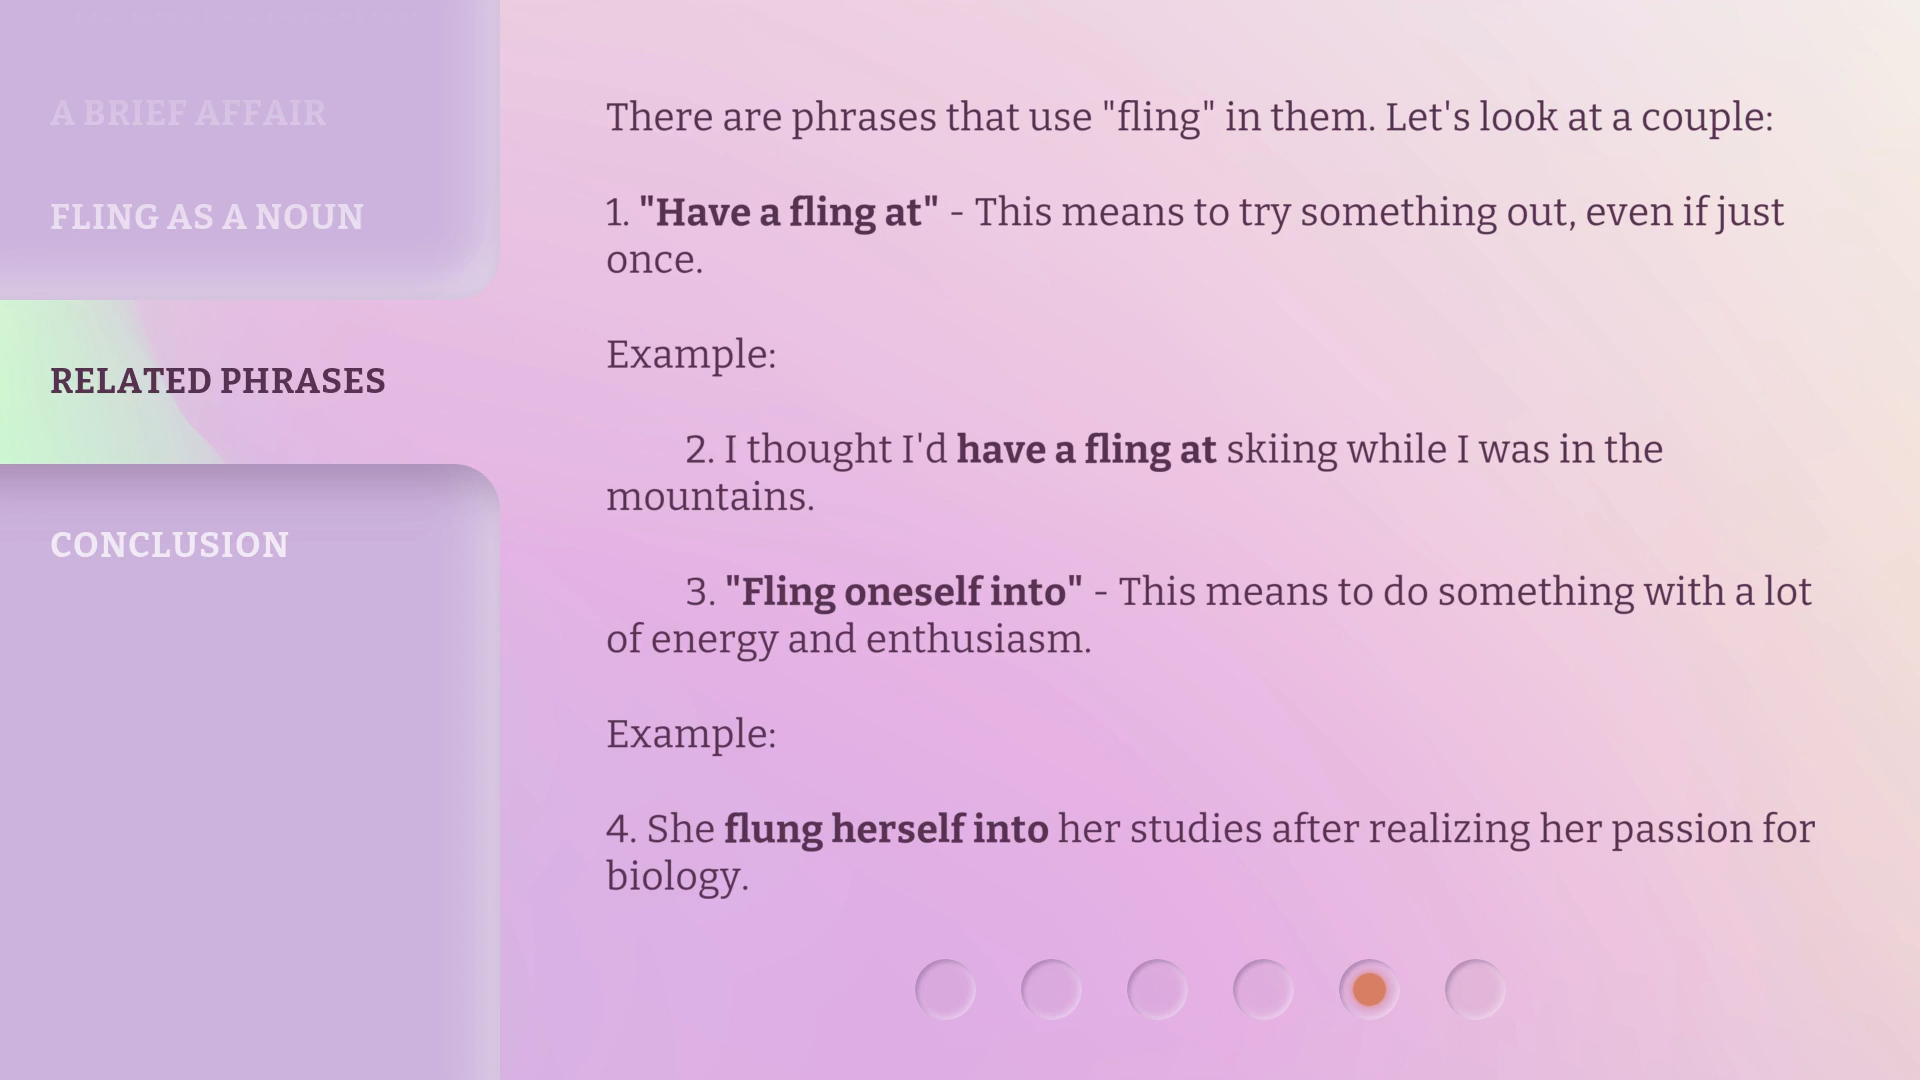 A BRIEF AFFAIR
FLING AS A NOUN
RELATED PHRASES
CONCLUSION
There are phrases that use "fling" in them. Let's look at a couple:
1. "Have a fling at" - This means to try something out, even if just
once.
Example:
2. I thought I'd have a fling at skiing while I was in the
mountains.
3. "Fling oneself into" - This means to do something with a lot
of energy and enthusiasm.
Example:
4. She flung herself into her studies after realizing her passion for
biology.